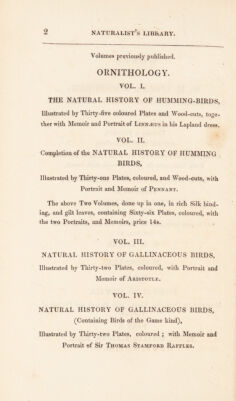 2 NATURALIST'S LIBRARY.
Volumes previously published.
ORNITHOLOGY.
VOL. I.
THE NATURAL HISTORY OF HUMMING-BIRDS,
Illustrated by Thirty-five coloured Plates and Wood-cuts, toge-
ther with Memoir and Portrait of LINNÆUS in his Lapland dress.
VOL. II.
Completion of the NATURAL HISTORY OF HUMMING
BIRDS,
Illustrated by Thirty-one Plates, coloured, and Wood-cuts, with
Portrait and Memoir of PENNANT.
The above Two Volumes, done up in one, in rich Silk bind-
ing, and gilt leaves, containing Sixty-six Plates, coloured, with
the two Portraits, and Memoirs, price 14s.
VOL. III.
NATURAL HISTORY OF GALLINACEOUS BIRDS,
Illustrated by Thirty-two Plates, coloured, with Portrait and
Memoir of ARISTOTLE.
VOL. IV.
NATURAL HISTORY OF GALLINACEOUS BIRDS,
(Containing Birds of the Game kind),
Illustrated by Thirty-two Plates, coloured; with Memoir and
Portrait of Sir THOMAS STAMFORD RAFFLES.